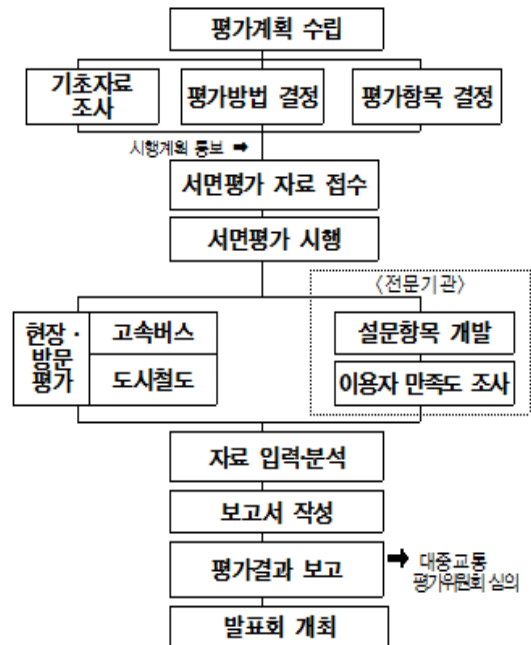 평가계획 수립
기초자료
조사
평가방법 결정
평가항목 결정
시행계획 통보 ➡
서면평가 자료 접수
서면평가 시행
〈전문기관〉
현장·
방문
평가
고속버스
도시철도
설문항목 개발
이용자 만족도 조사
자료 입력·분석
보고서 작성
평가결과 보고
➡ 대중교통
평가위원회 심의
발표회 개최